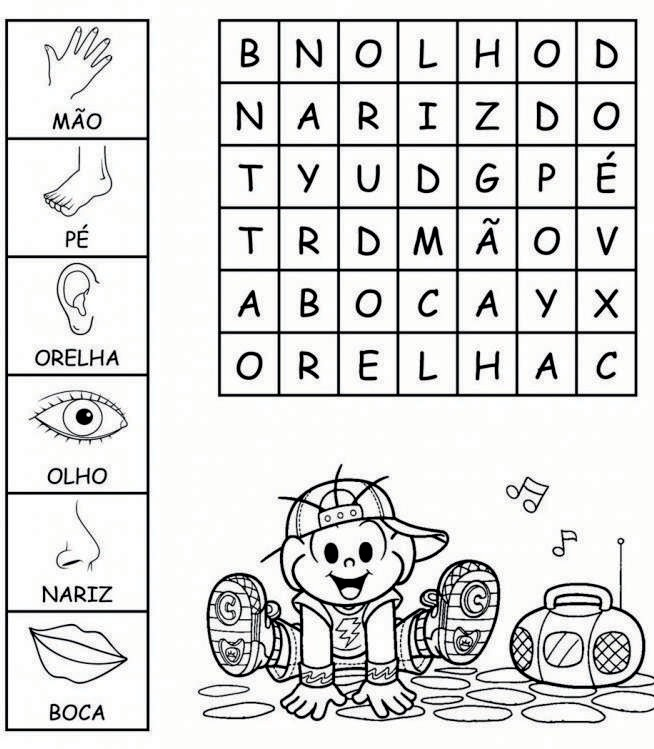 MÃO
PÉ
ORELHA
OLHO
NARIZ
BOCA
B N O L H O D
N A R I Z D O
T Y U D G P É
T R D M Ã O V
A B O C A Y X
O R E L H A C
C
C